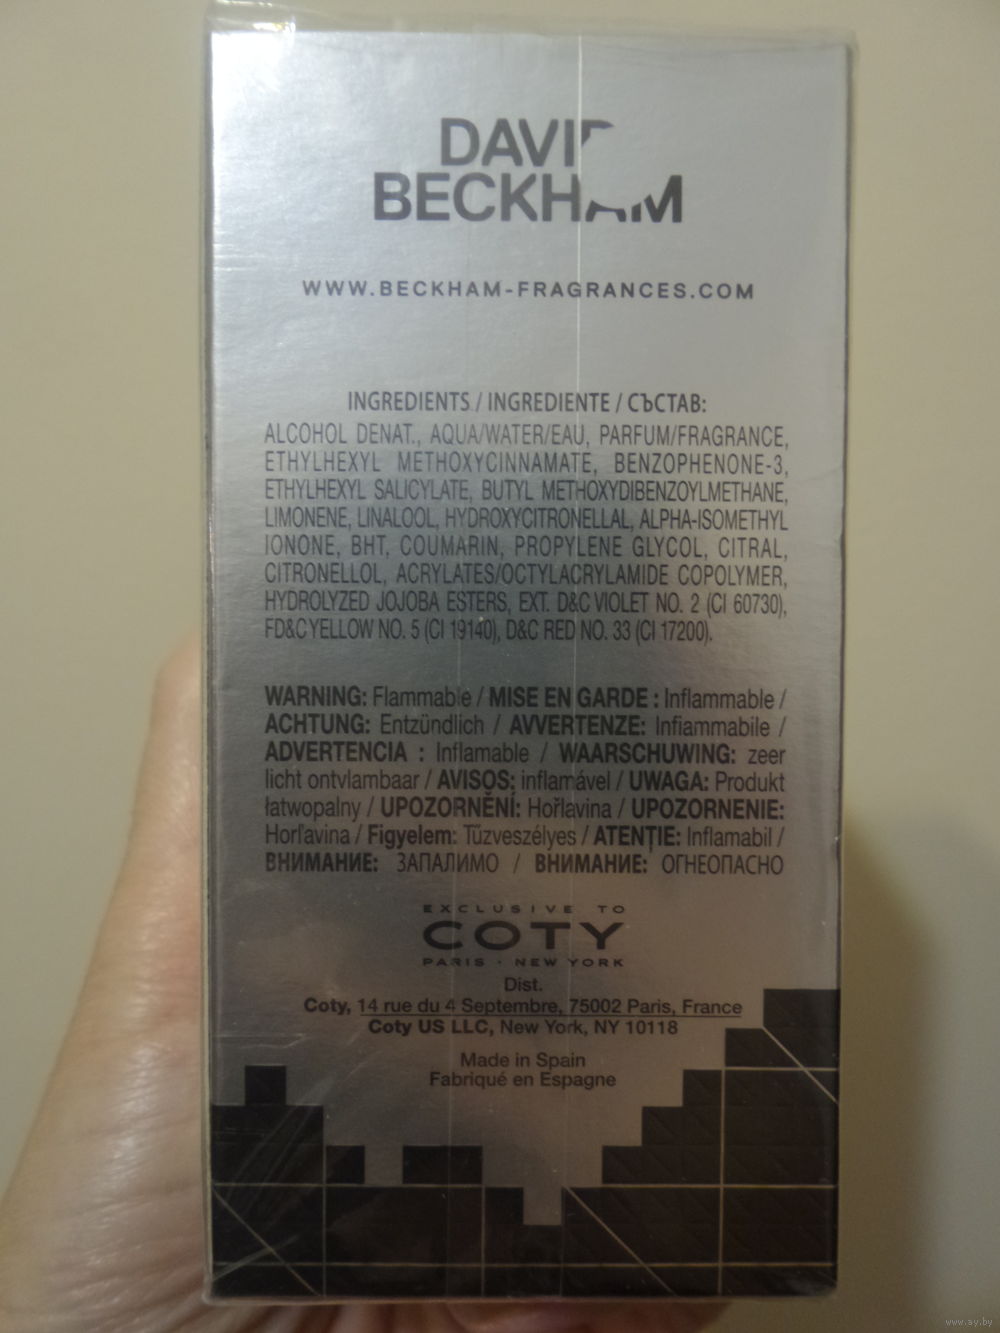 DAVID
BECKHAM
WWW.BECKHAM-FRAGRANCES.COM
INGREDIENTS / INGREDIENTE / СЪСТАВ:
ALCOHOL DENAT., AQUA/WATER/EAU, PARFUM/FRAGRANCE,
ETHYLHEXYL METHOXYCINNAMATE, BENZOPHENONE-3,
ETHYLHEXYL SALICYLATE, BUTYL METHOXYDIBENZOYLMETHANE,
LIMONENE, LINALOOL, HYDROXYCITRONELLAL, ALPHA-ISOMETHYL
IONONE, BHT, COUMARIN, PROPYLENE GLYCOL, CITRAL,
CITRONELLOL, ACRYLATES/OCTYLACRYLAMIDE COPOLYMER,
HYDROLYZED JOJOBA ESTERS, EXT. D&C VIOLET NO. 2 (CI 60730),
FD&C YELLOW NO. 5 (CI 19140), D&C RED NO. 33 (CI 17200).
WARNING: Flammable / MISE EN GARDE : Inflammable /
ACHTUNG: Entzündlich / AVVERTENZE: Infiammabile /
ADVERTENCIA : Inflamable / WAARSCHUWING: zeer
licht ontvlambaar / AVISOS: inflamável / UWAGA: Produkt
łatwopalny / UPOZORNĚNÍ: Hořlavina / UPOZORNENIE:
Horľavina / Figyelem: Tűzveszélyes / ATENȚIE: Inflamabil /
ВНИМАНИЕ: ЗАПАЛИМО / ВНИМАНИЕ: ОГНЕОПАСНО
EXCLUSIVE TO
COTY
PARIS · NEW YORK
Dist.
Coty, 14 rue du 4 Septembre, 75002 Paris, France
Coty US LLC, New York, NY 10118
Made in Spain
Fabriqué en Espagne
www.ay.by